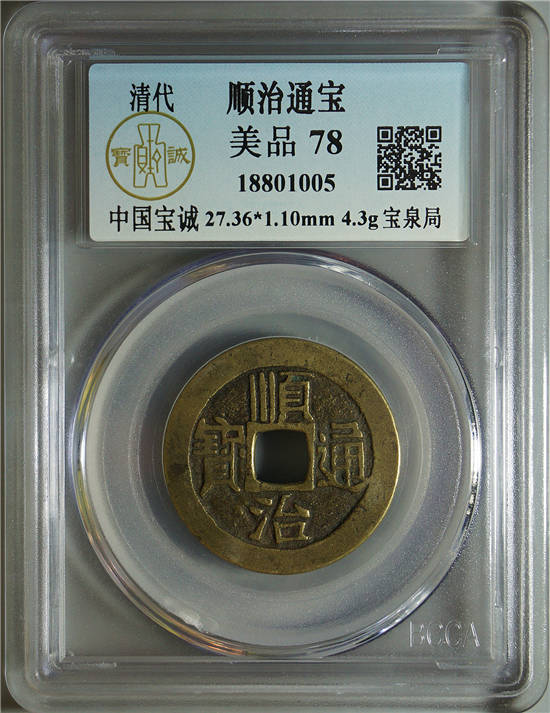 清代 顺治通宝
美品 78
寶 誠
18801005
中国宝诚 27.36*1.10mm 4.3g 宝泉局
順
寶 通
治
BCCA